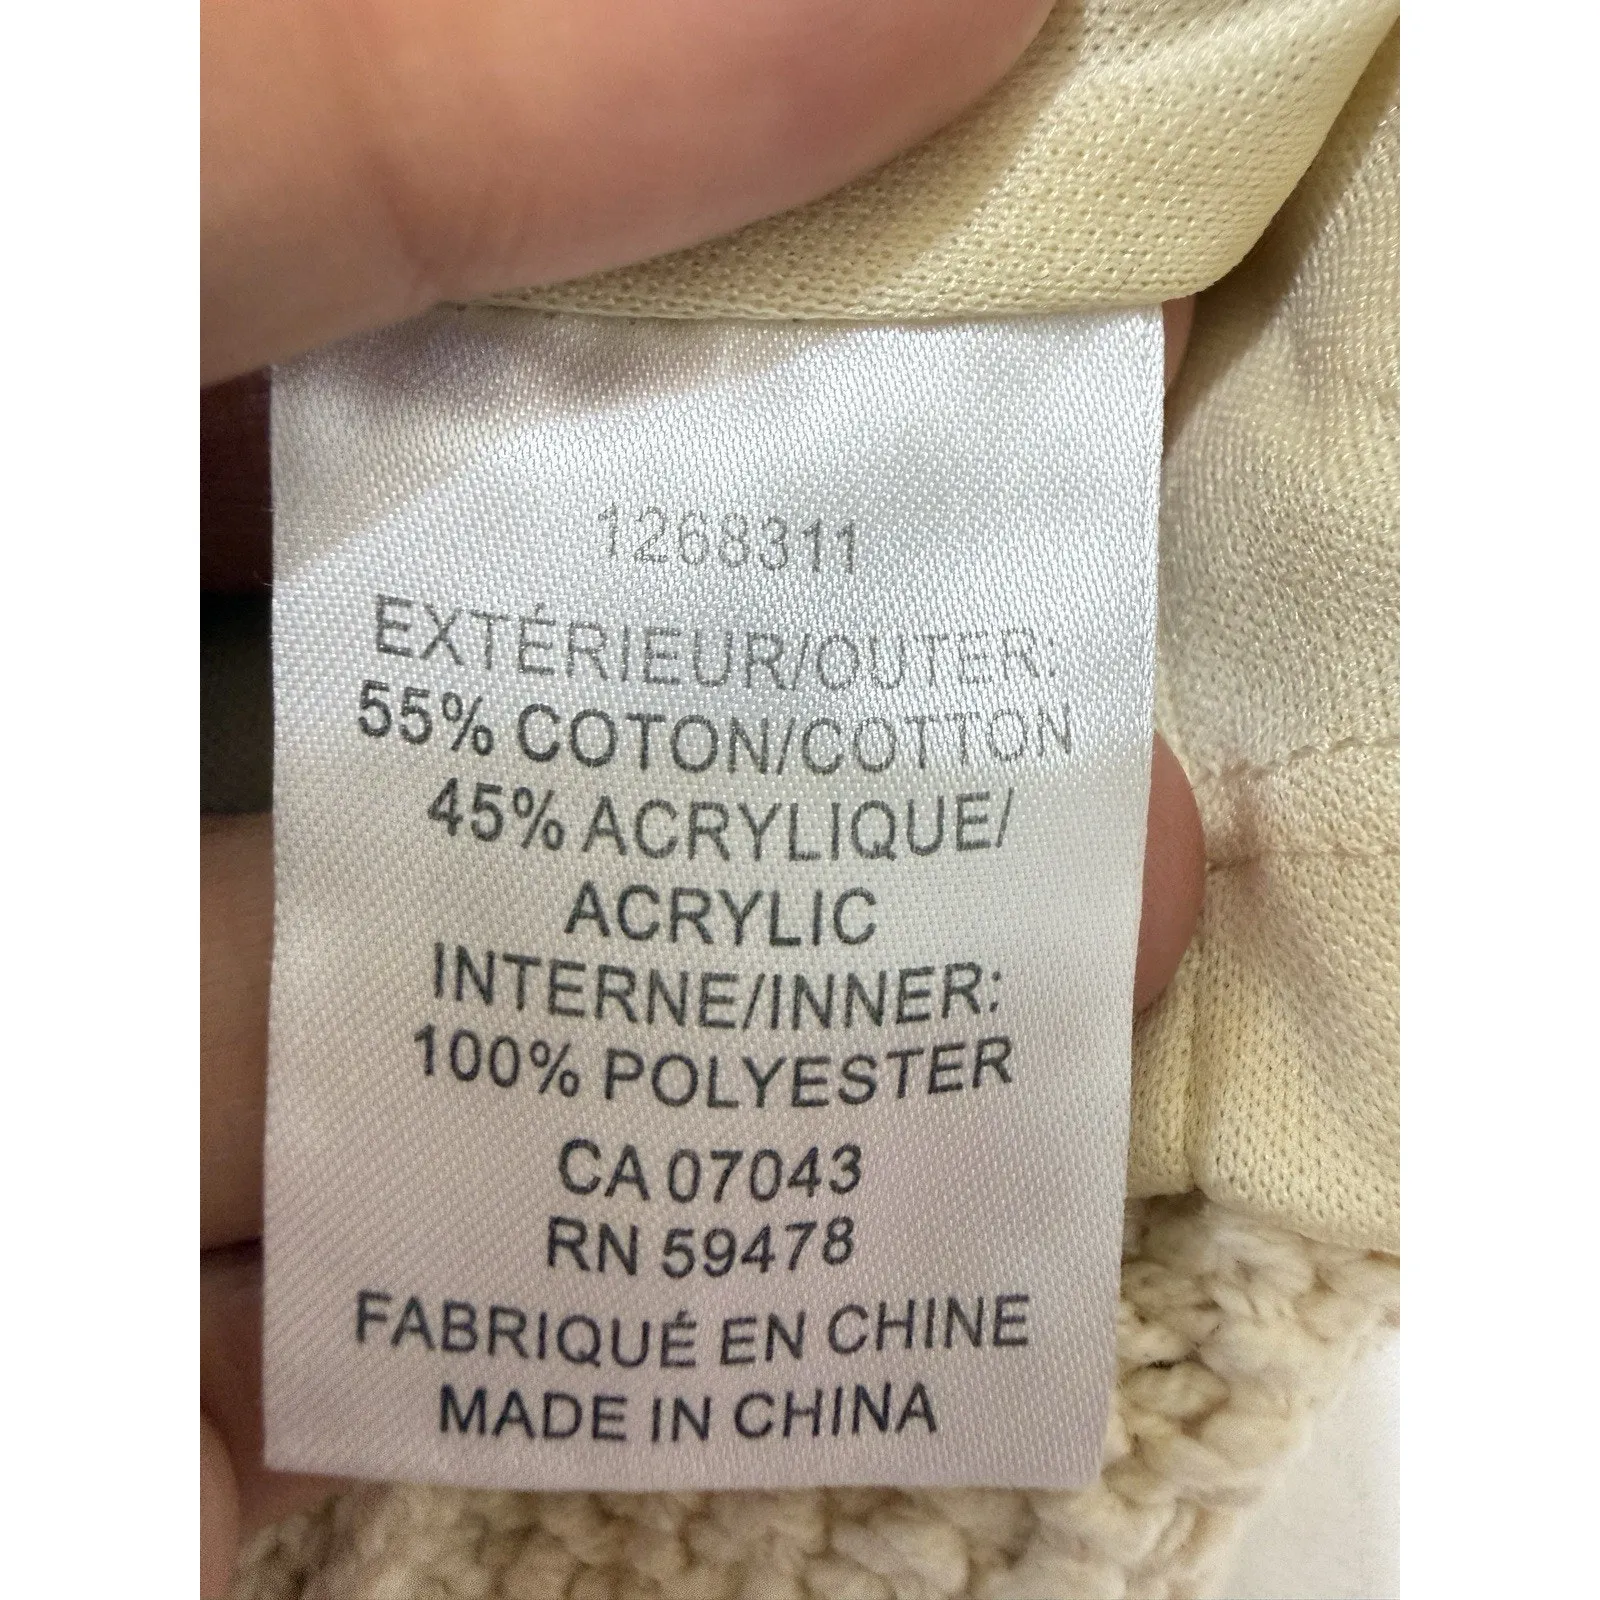 1268311
EXTÉRIEUR/OUTER:
55% COTON/COTTON
45% ACRYLIQUE/
ACRYLIC
INTERNE/INNER:
100% POLYESTER
CA 07043
RN 59478
FABRIQUÉ EN CHINE
MADE IN CHINA